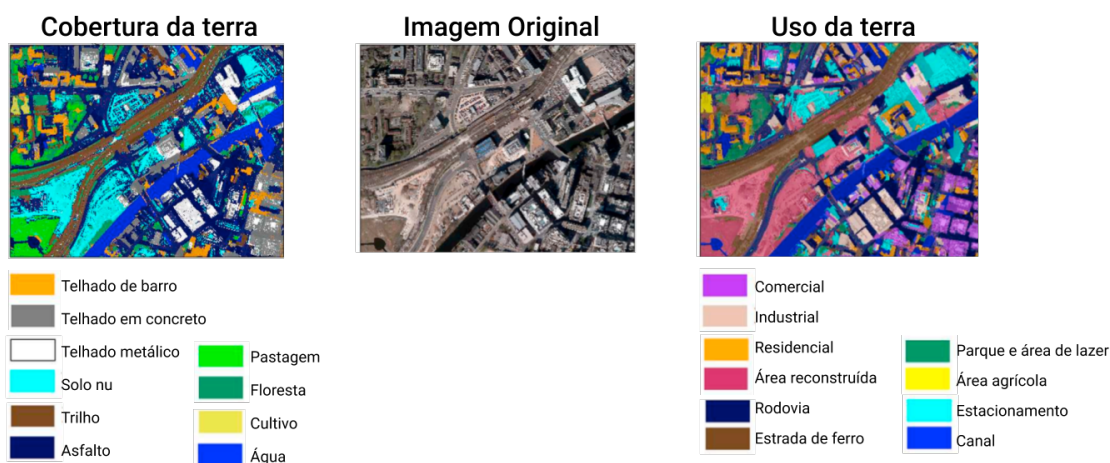 Cobertura da terra
Imagem Original
Uso da terra
Telhado de barro
Telhado em concreto
Telhado metálico
Solo nu
Trilho
Asfalto
Pastagem
Floresta
Cultivo
Água
Comercial
Industrial
Residencial
Área reconstruída
Rodovia
Estrada de ferro
Parque e área de lazer
Área agrícola
Estacionamento
Canal